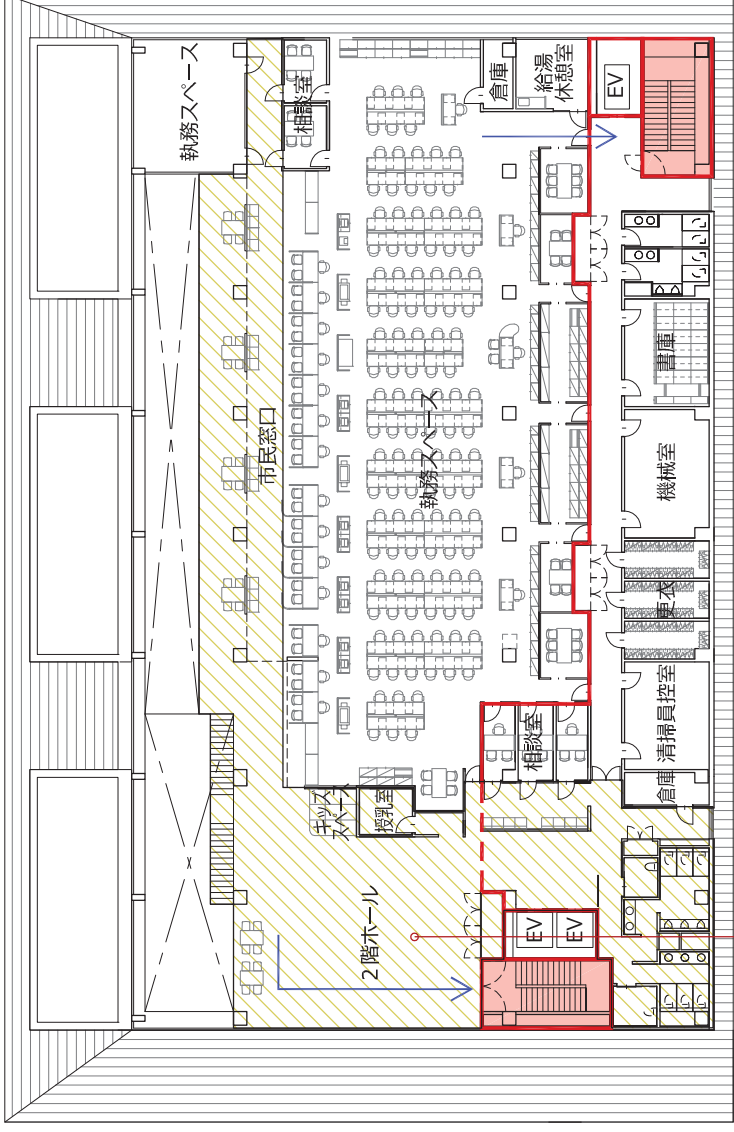 執務スペース
相談室
倉庫
給湯
休憩室
EV
市民窓口
執務スペース
書庫
機械室
更衣
清掃員控室
倉庫
相談室
キッズ
スペース
授乳室
2階ホール
EV
EV